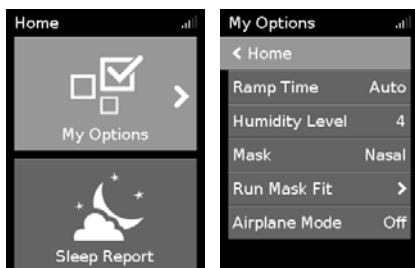 Home
My Options
Sleep Report
My Options
Home
Ramp Time Auto
Humidity Level 4
Mask Nasal
Run Mask Fit
Airplane Mode Off